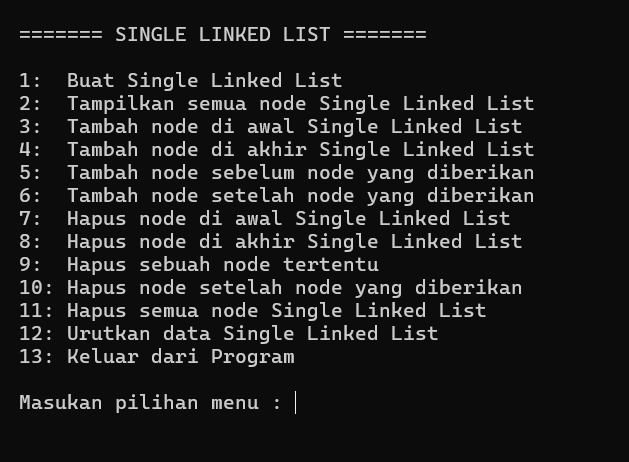 ======= SINGLE LINKED LIST =======
1:  Buat Single Linked List
2:  Tampilkan semua node Single Linked List
3:  Tambah node di awal Single Linked List
4:  Tambah node di akhir Single Linked List
5:  Tambah node sebelum node yang diberikan
6:  Tambah node setelah node yang diberikan
7:  Hapus node di awal Single Linked List
8:  Hapus node di akhir Single Linked List
9:  Hapus sebuah node tertentu
10: Hapus node setelah node yang diberikan
11: Hapus semua node Single Linked List
12: Urutkan data Single Linked List
13: Keluar dari Program
Masukan pilihan menu :